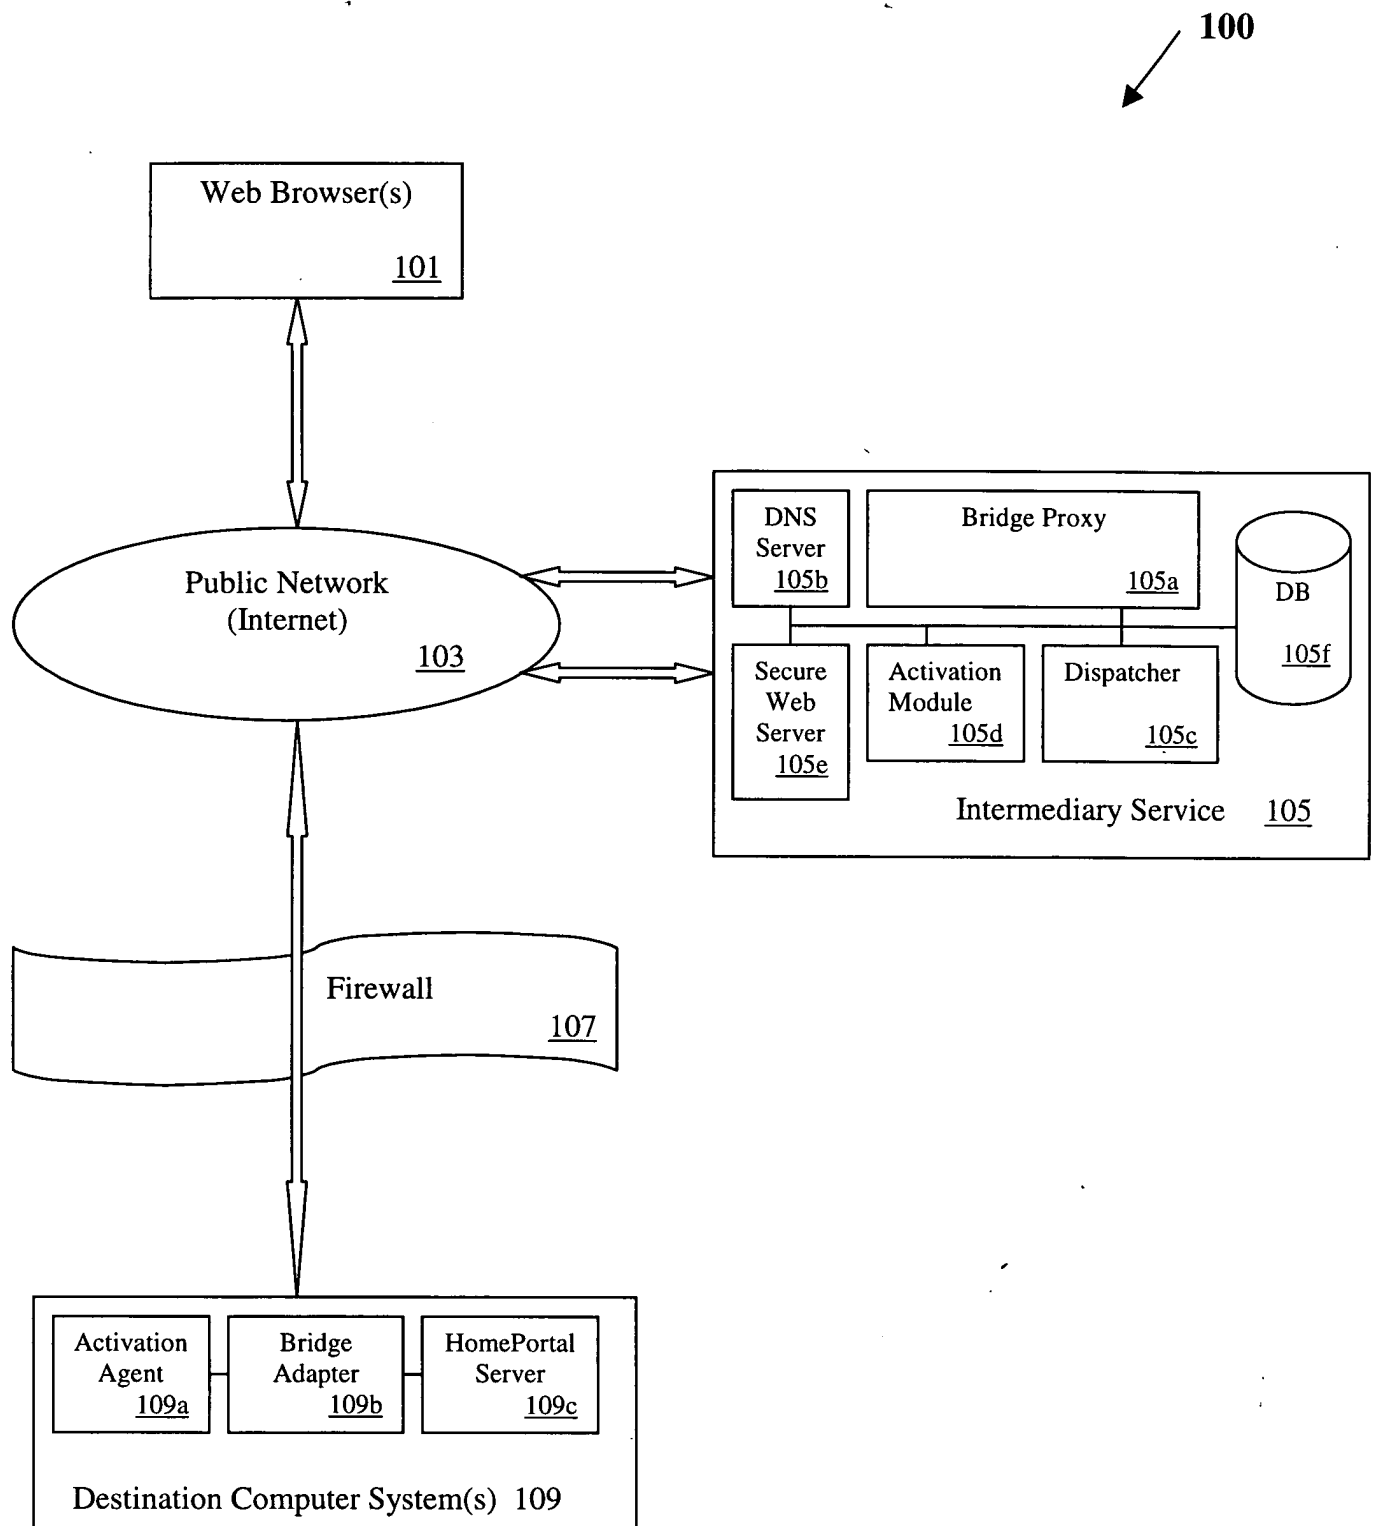 100
Web Browser(s)
101
Public Network
(Internet)
103
DNS
Server
105b
Bridge Proxy
105a
DB
105f
Secure
Web
Server
105e
Activation
Module
105d
Dispatcher
105c
Intermediary Service 105
Firewall
107
Activation
Agent
109a
Bridge
Adapter
109b
HomePortal
Server
109c
Destination Computer System(s) 109